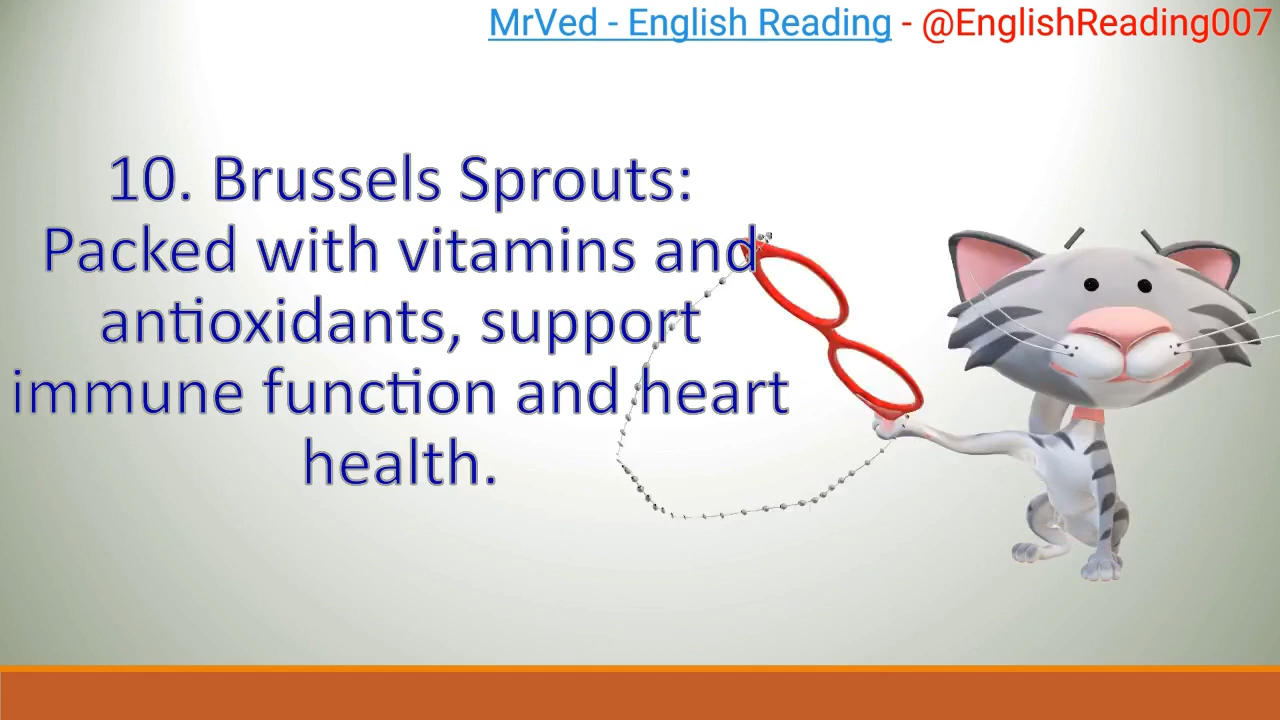 MrVed - English Reading - @EnglishReading007
10. Brussels Sprouts:
Packed with vitamins and
antioxidants, support
immune function and heart
health.